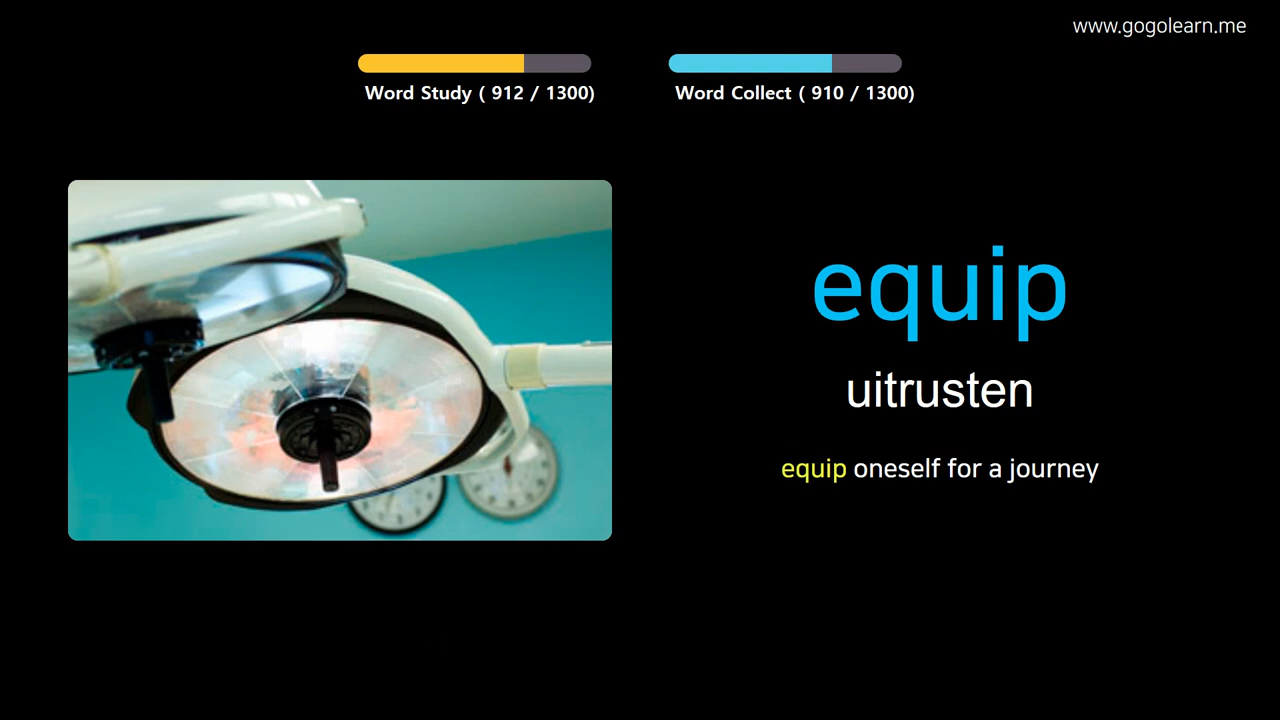 www.gogolearn.me
Word Study ( 912 / 1300)
Word Collect ( 910 / 1300)
equip
uitrusten
equip oneself for a journey